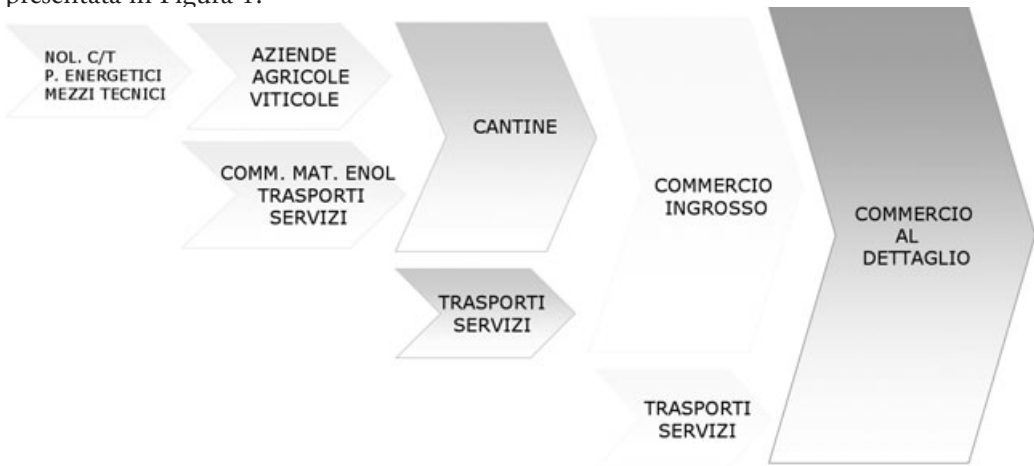 presentata in Figura 1.
NOL. C/T
P. ENERGETICI
MEZZI TECNICI
AZIENDE
AGRICOLE
VITICOLE
COMM. MAT. ENOL
TRASPORTI
SERVIZI
CANTINE
TRASPORTI
SERVIZI
COMMERCIO
INGROSSO
TRASPORTI
SERVIZI
COMMERCIO
AL
DETTAGLIO